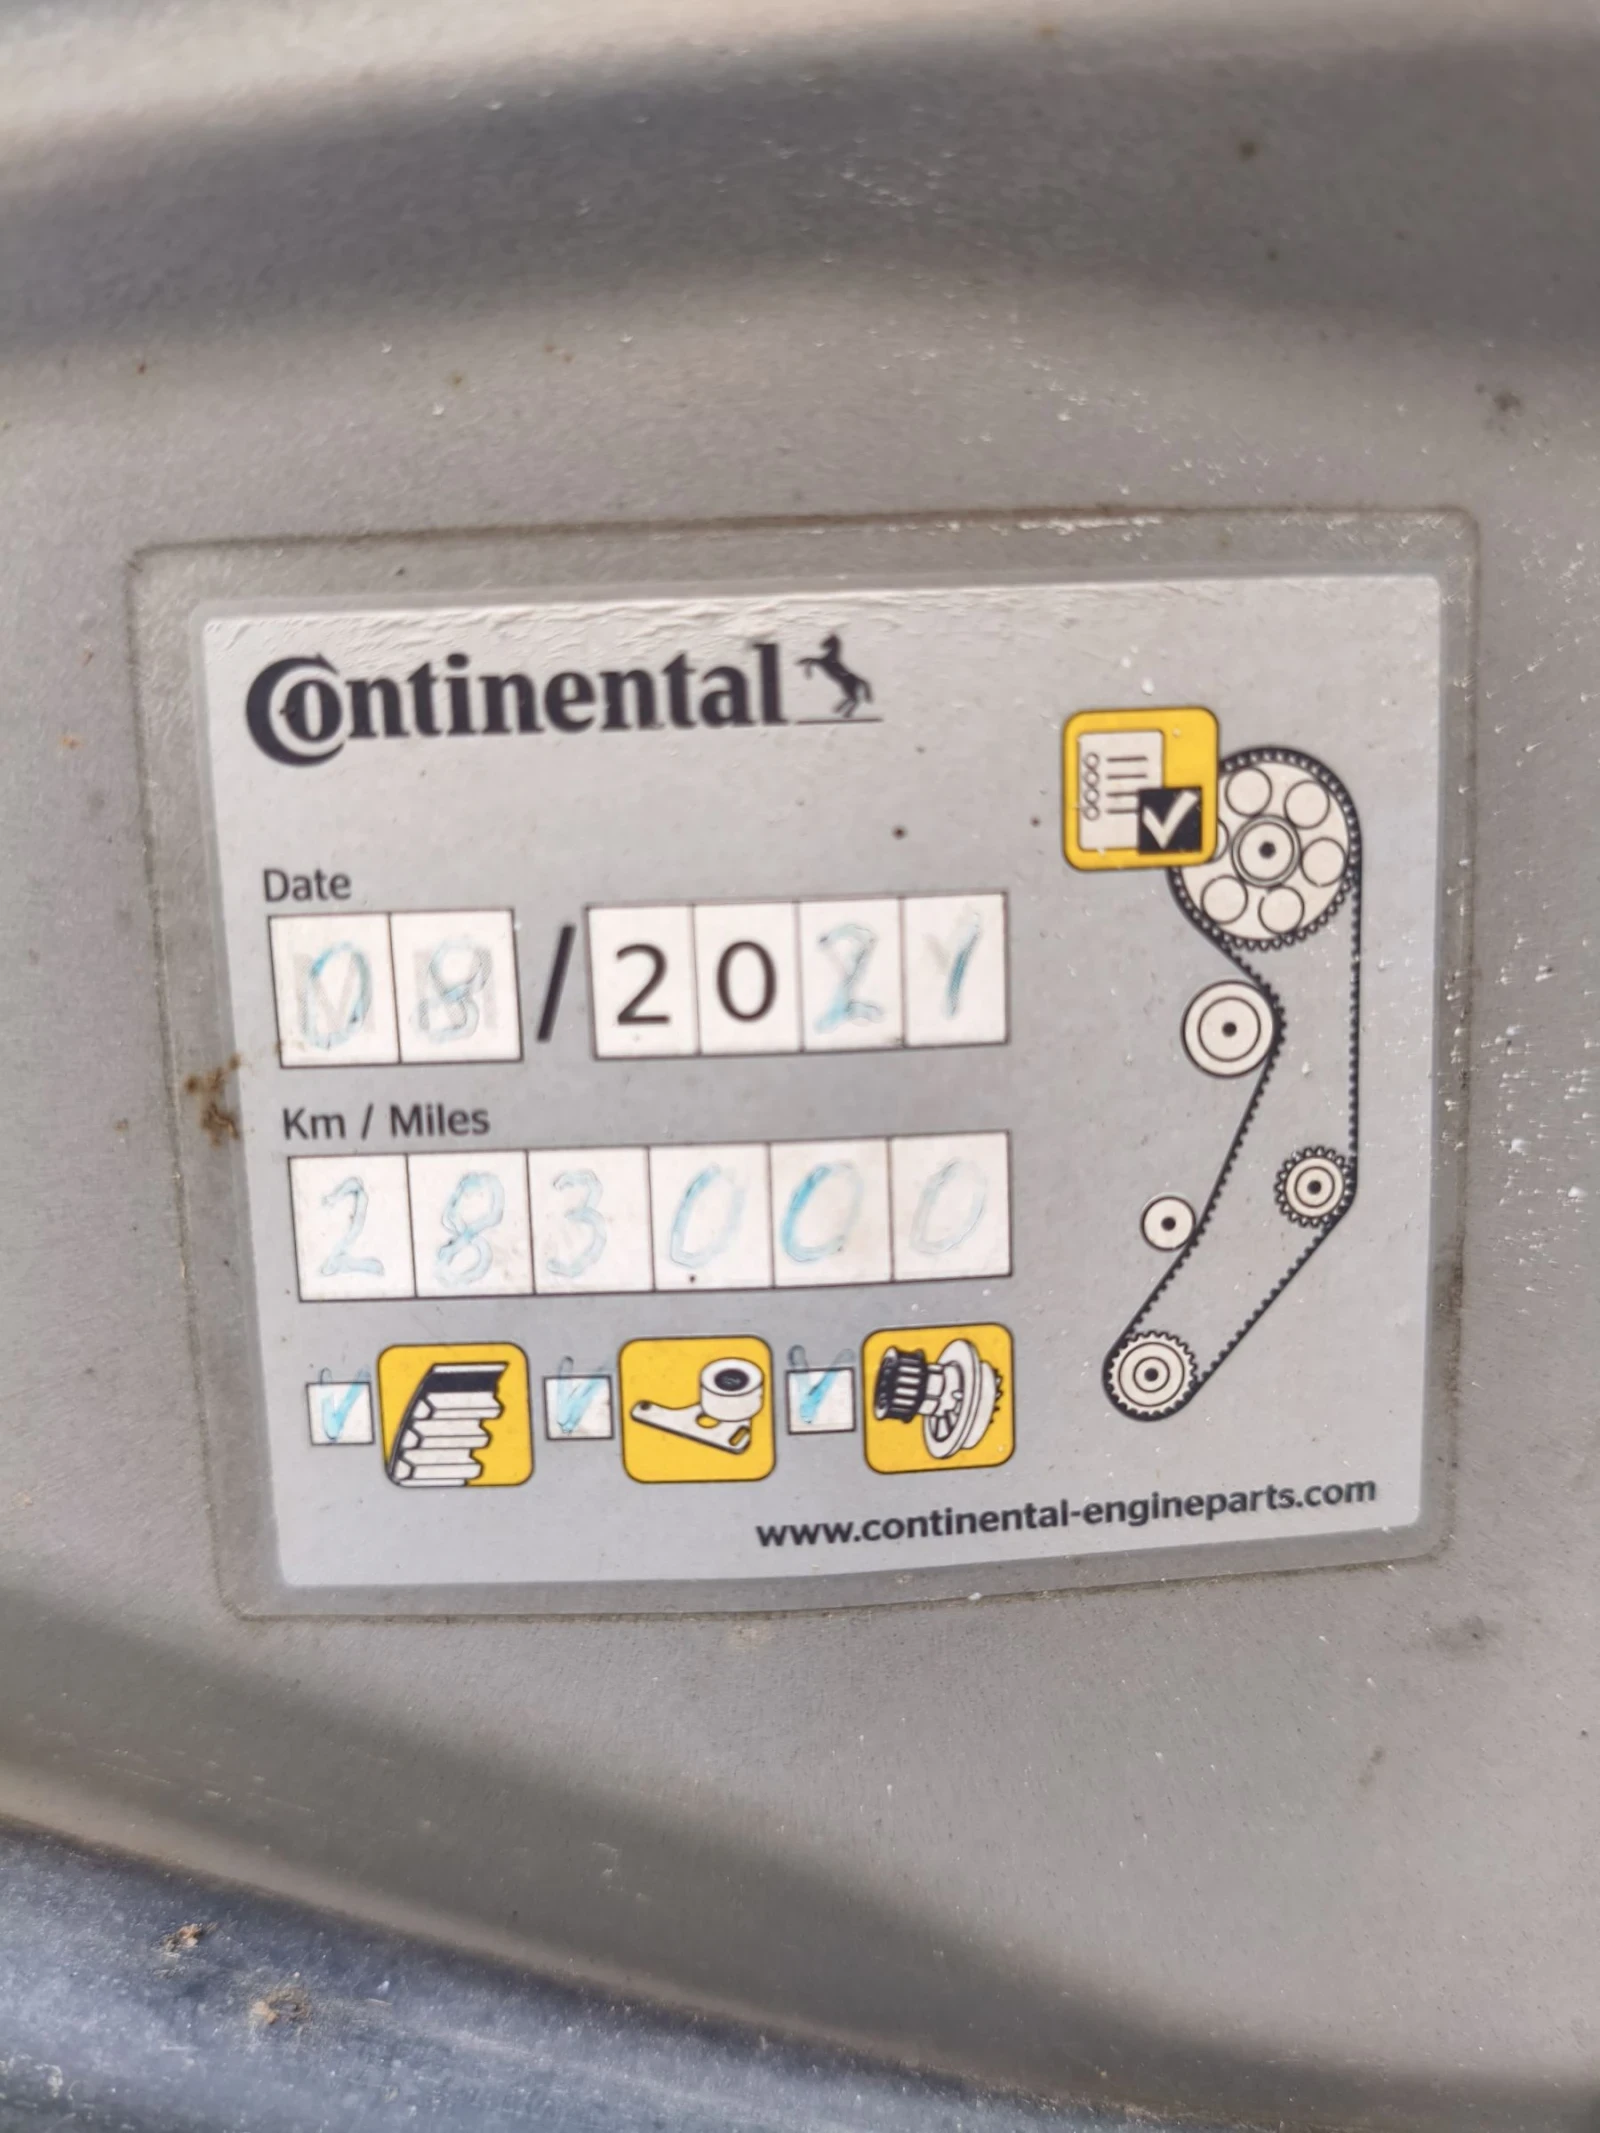 Continental
Date
08/2021
Km / Miles
283000
www.continental-engineparts.com